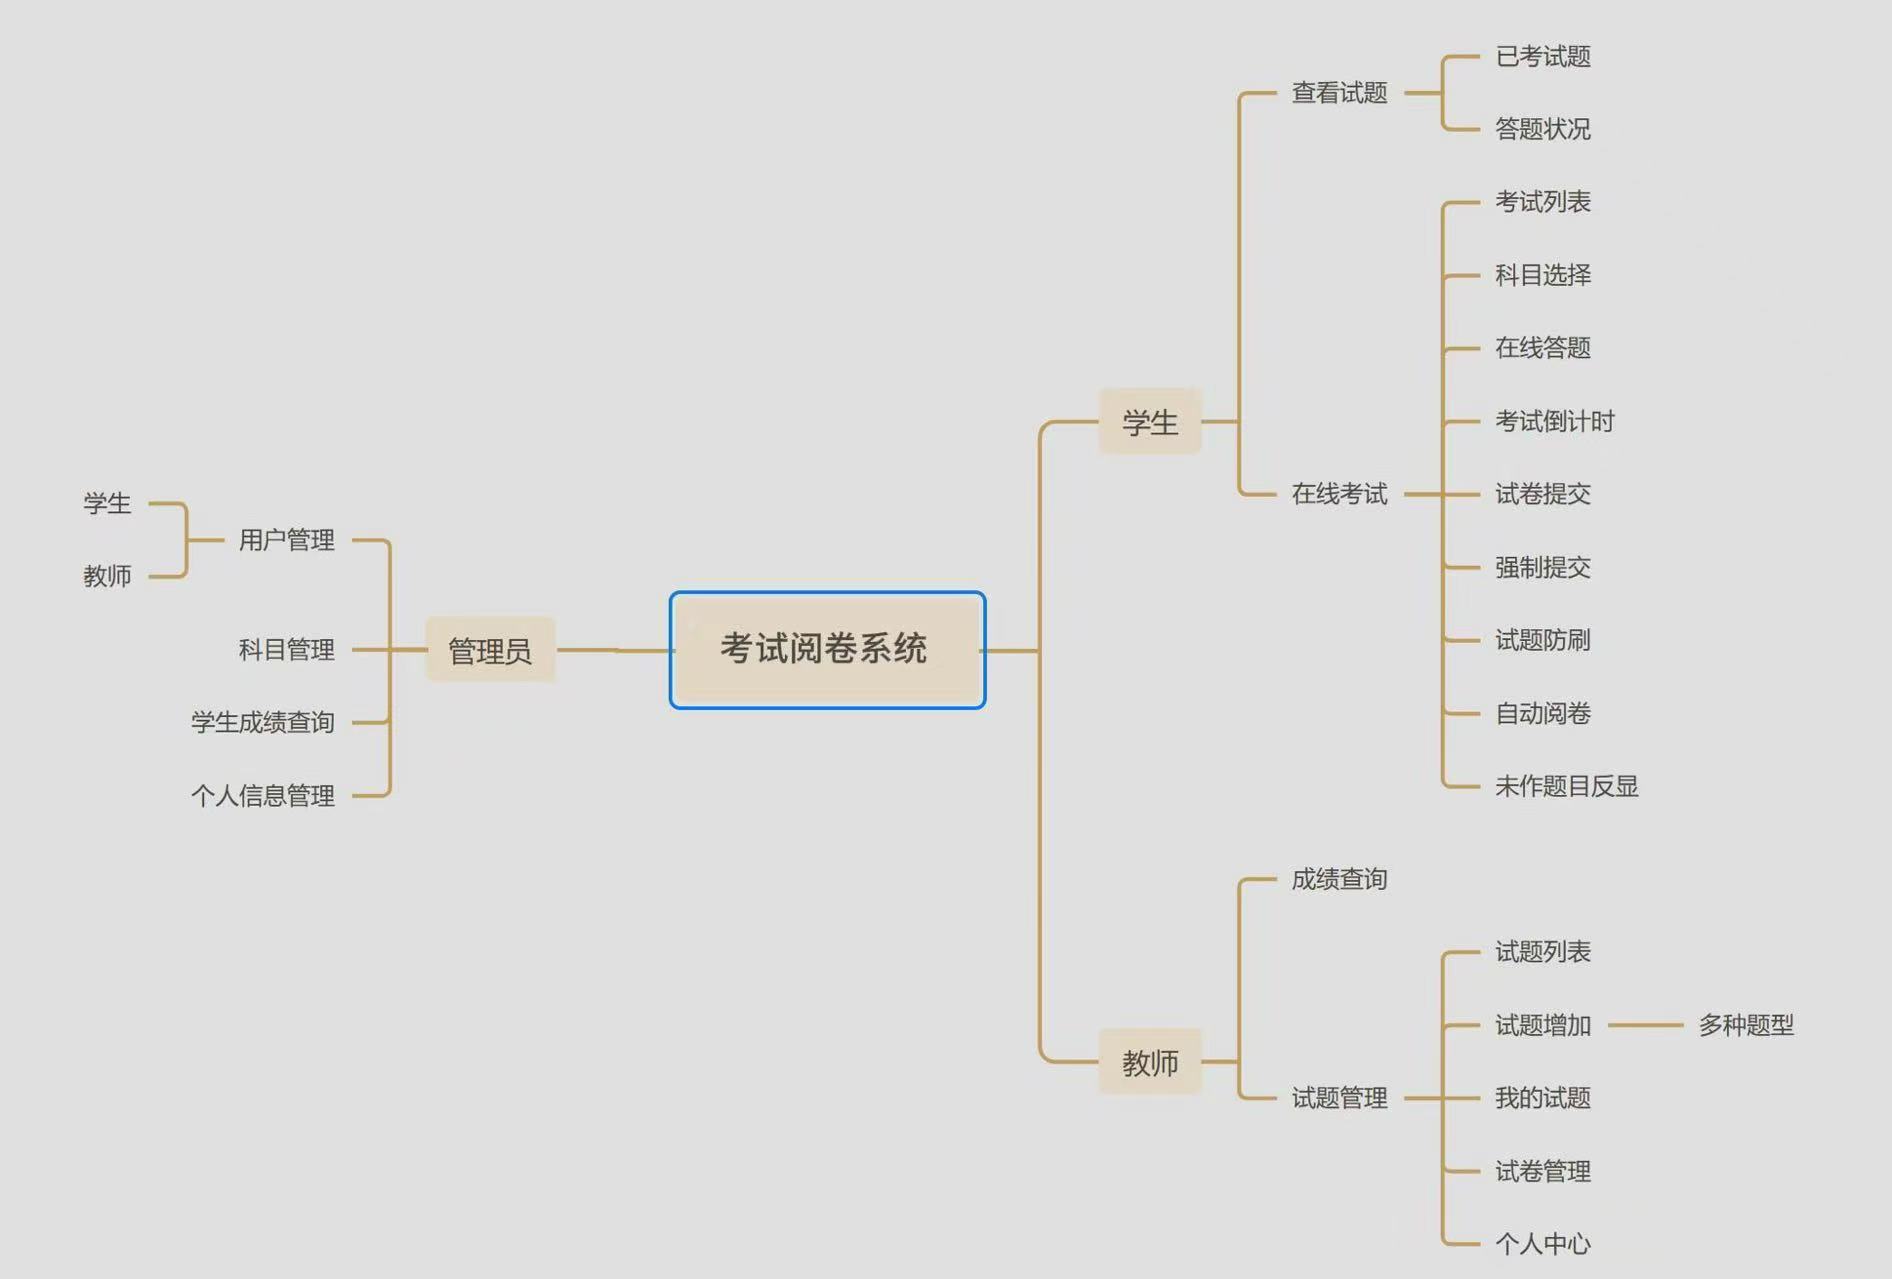 考试阅卷系统
学生
查看试题
已考试题
答题状况
在线考试
考试列表
科目选择
在线答题
考试倒计时
试卷提交
强制提交
试题防刷
自动阅卷
未作题目反显
教师
成绩查询
试题管理
试题列表
试题增加
多种题型
我的试题
试卷管理
个人中心
管理员
用户管理
学生
教师
科目管理
学生成绩查询
个人信息管理